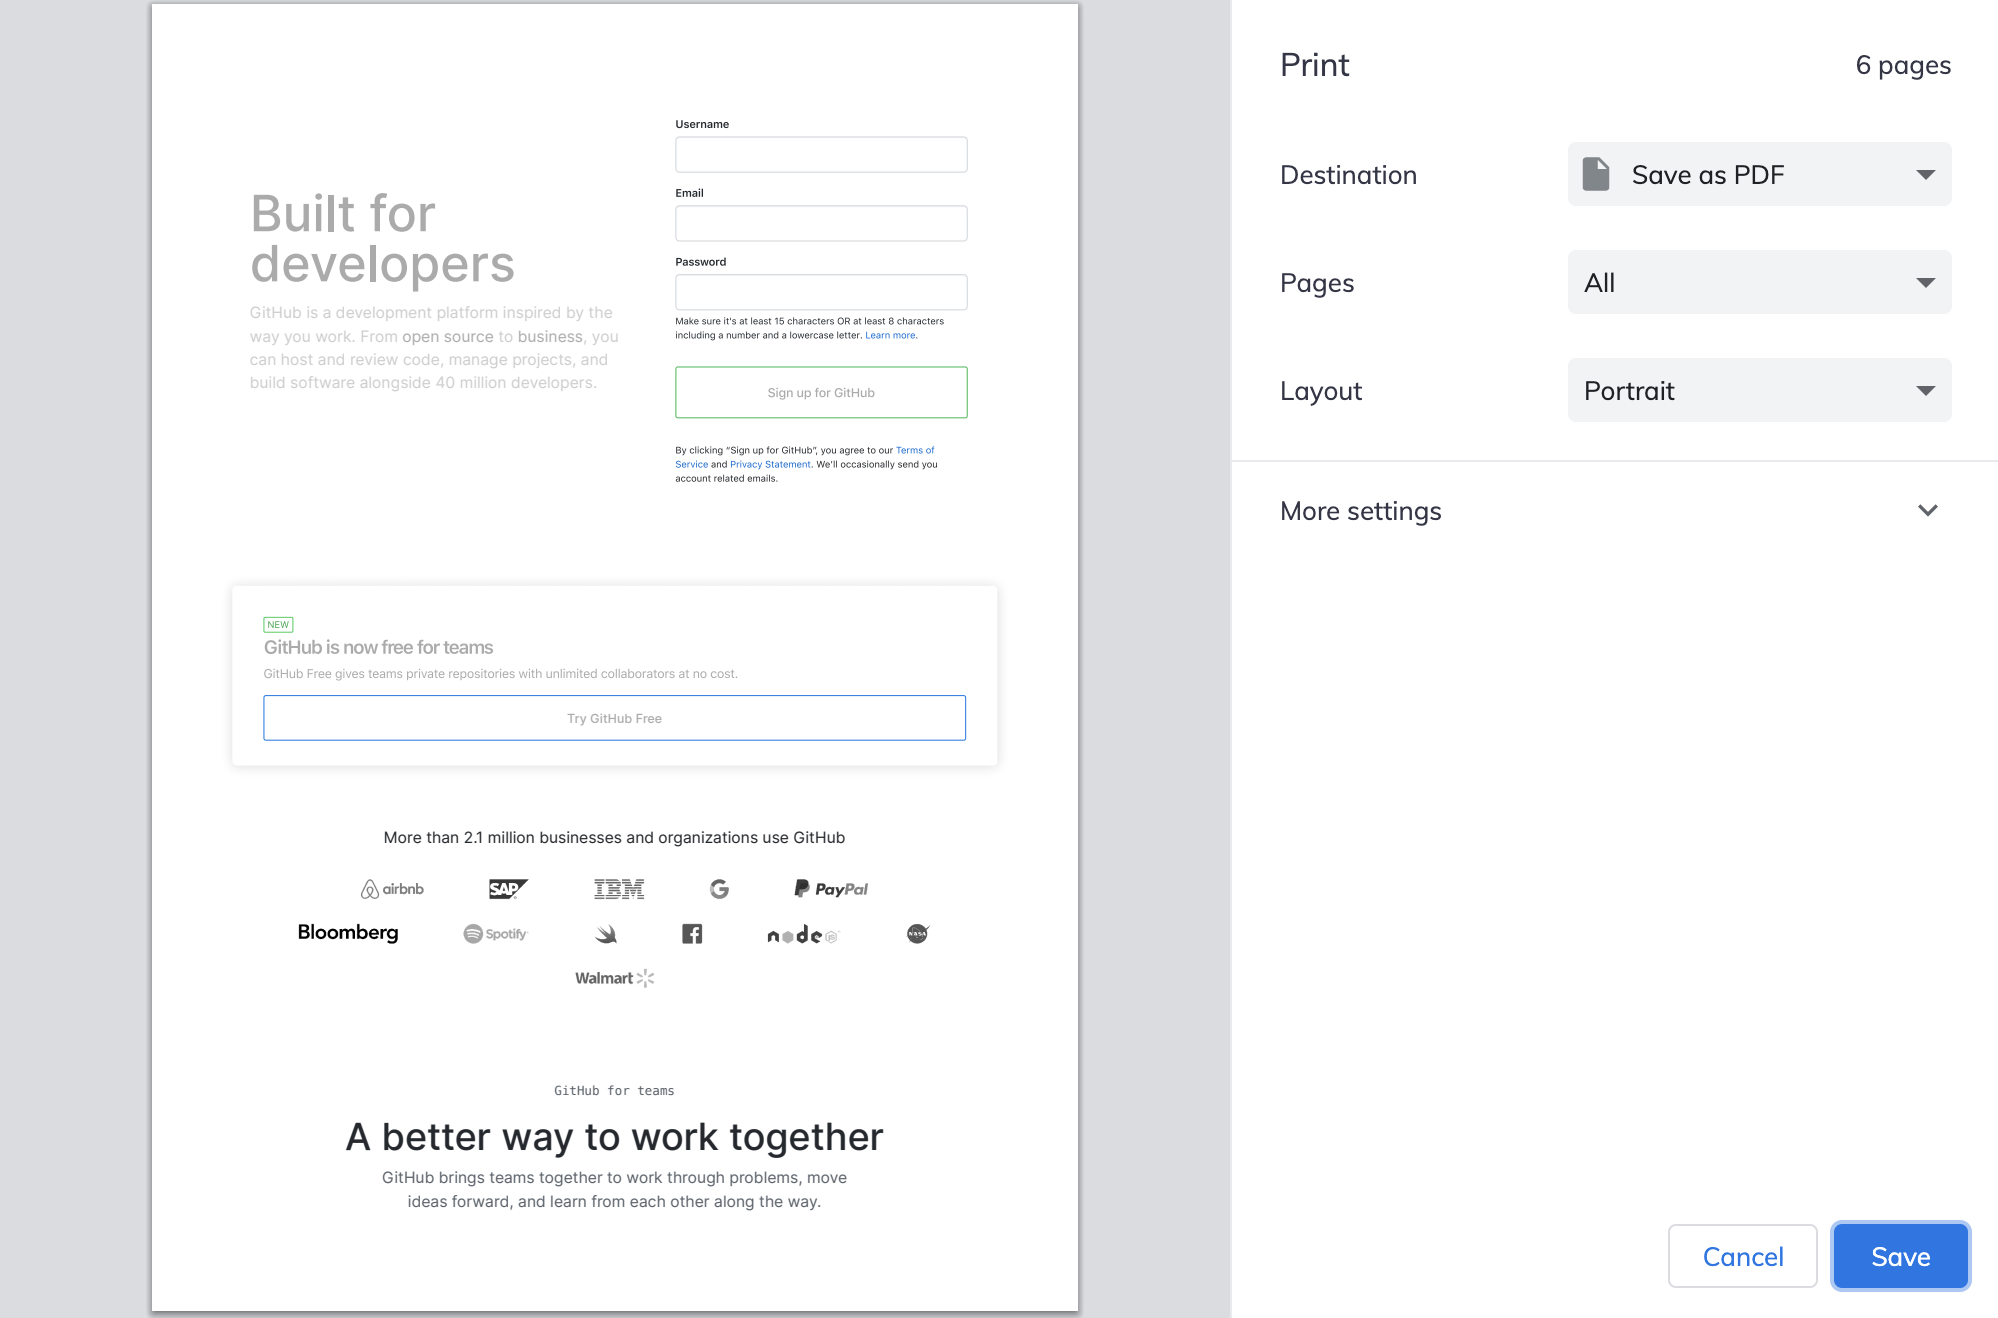 Username
Email
Built for
developers
Password
GitHub is a development platform inspired by the
way you work. From open source to business, you
can host and review code, manage projects, and
build software alongside 40 million developers.
Make sure it's at least 15 characters OR at least 8 characters
including a number and a lowercase letter. Learn more.
Sign up for GitHub
By clicking “Sign up for GitHub”, you agree to our Terms of
Service and Privacy Statement. We’ll occasionally send you
account related emails.
NEW
GitHub is now free for teams
GitHub Free gives teams private repositories with unlimited collaborators at no cost.
Try GitHub Free
More than 2.1 million businesses and organizations use GitHub
airbnb SAP IBM G PayPal
Bloomberg Spotify node JS NASA
Walmart
GitHub for teams
A better way to work together
GitHub brings teams together to work through problems, move
ideas forward, and learn from each other along the way.
Print 6 pages
Destination Save as PDF
Pages All
Layout Portrait
More settings
Cancel Save